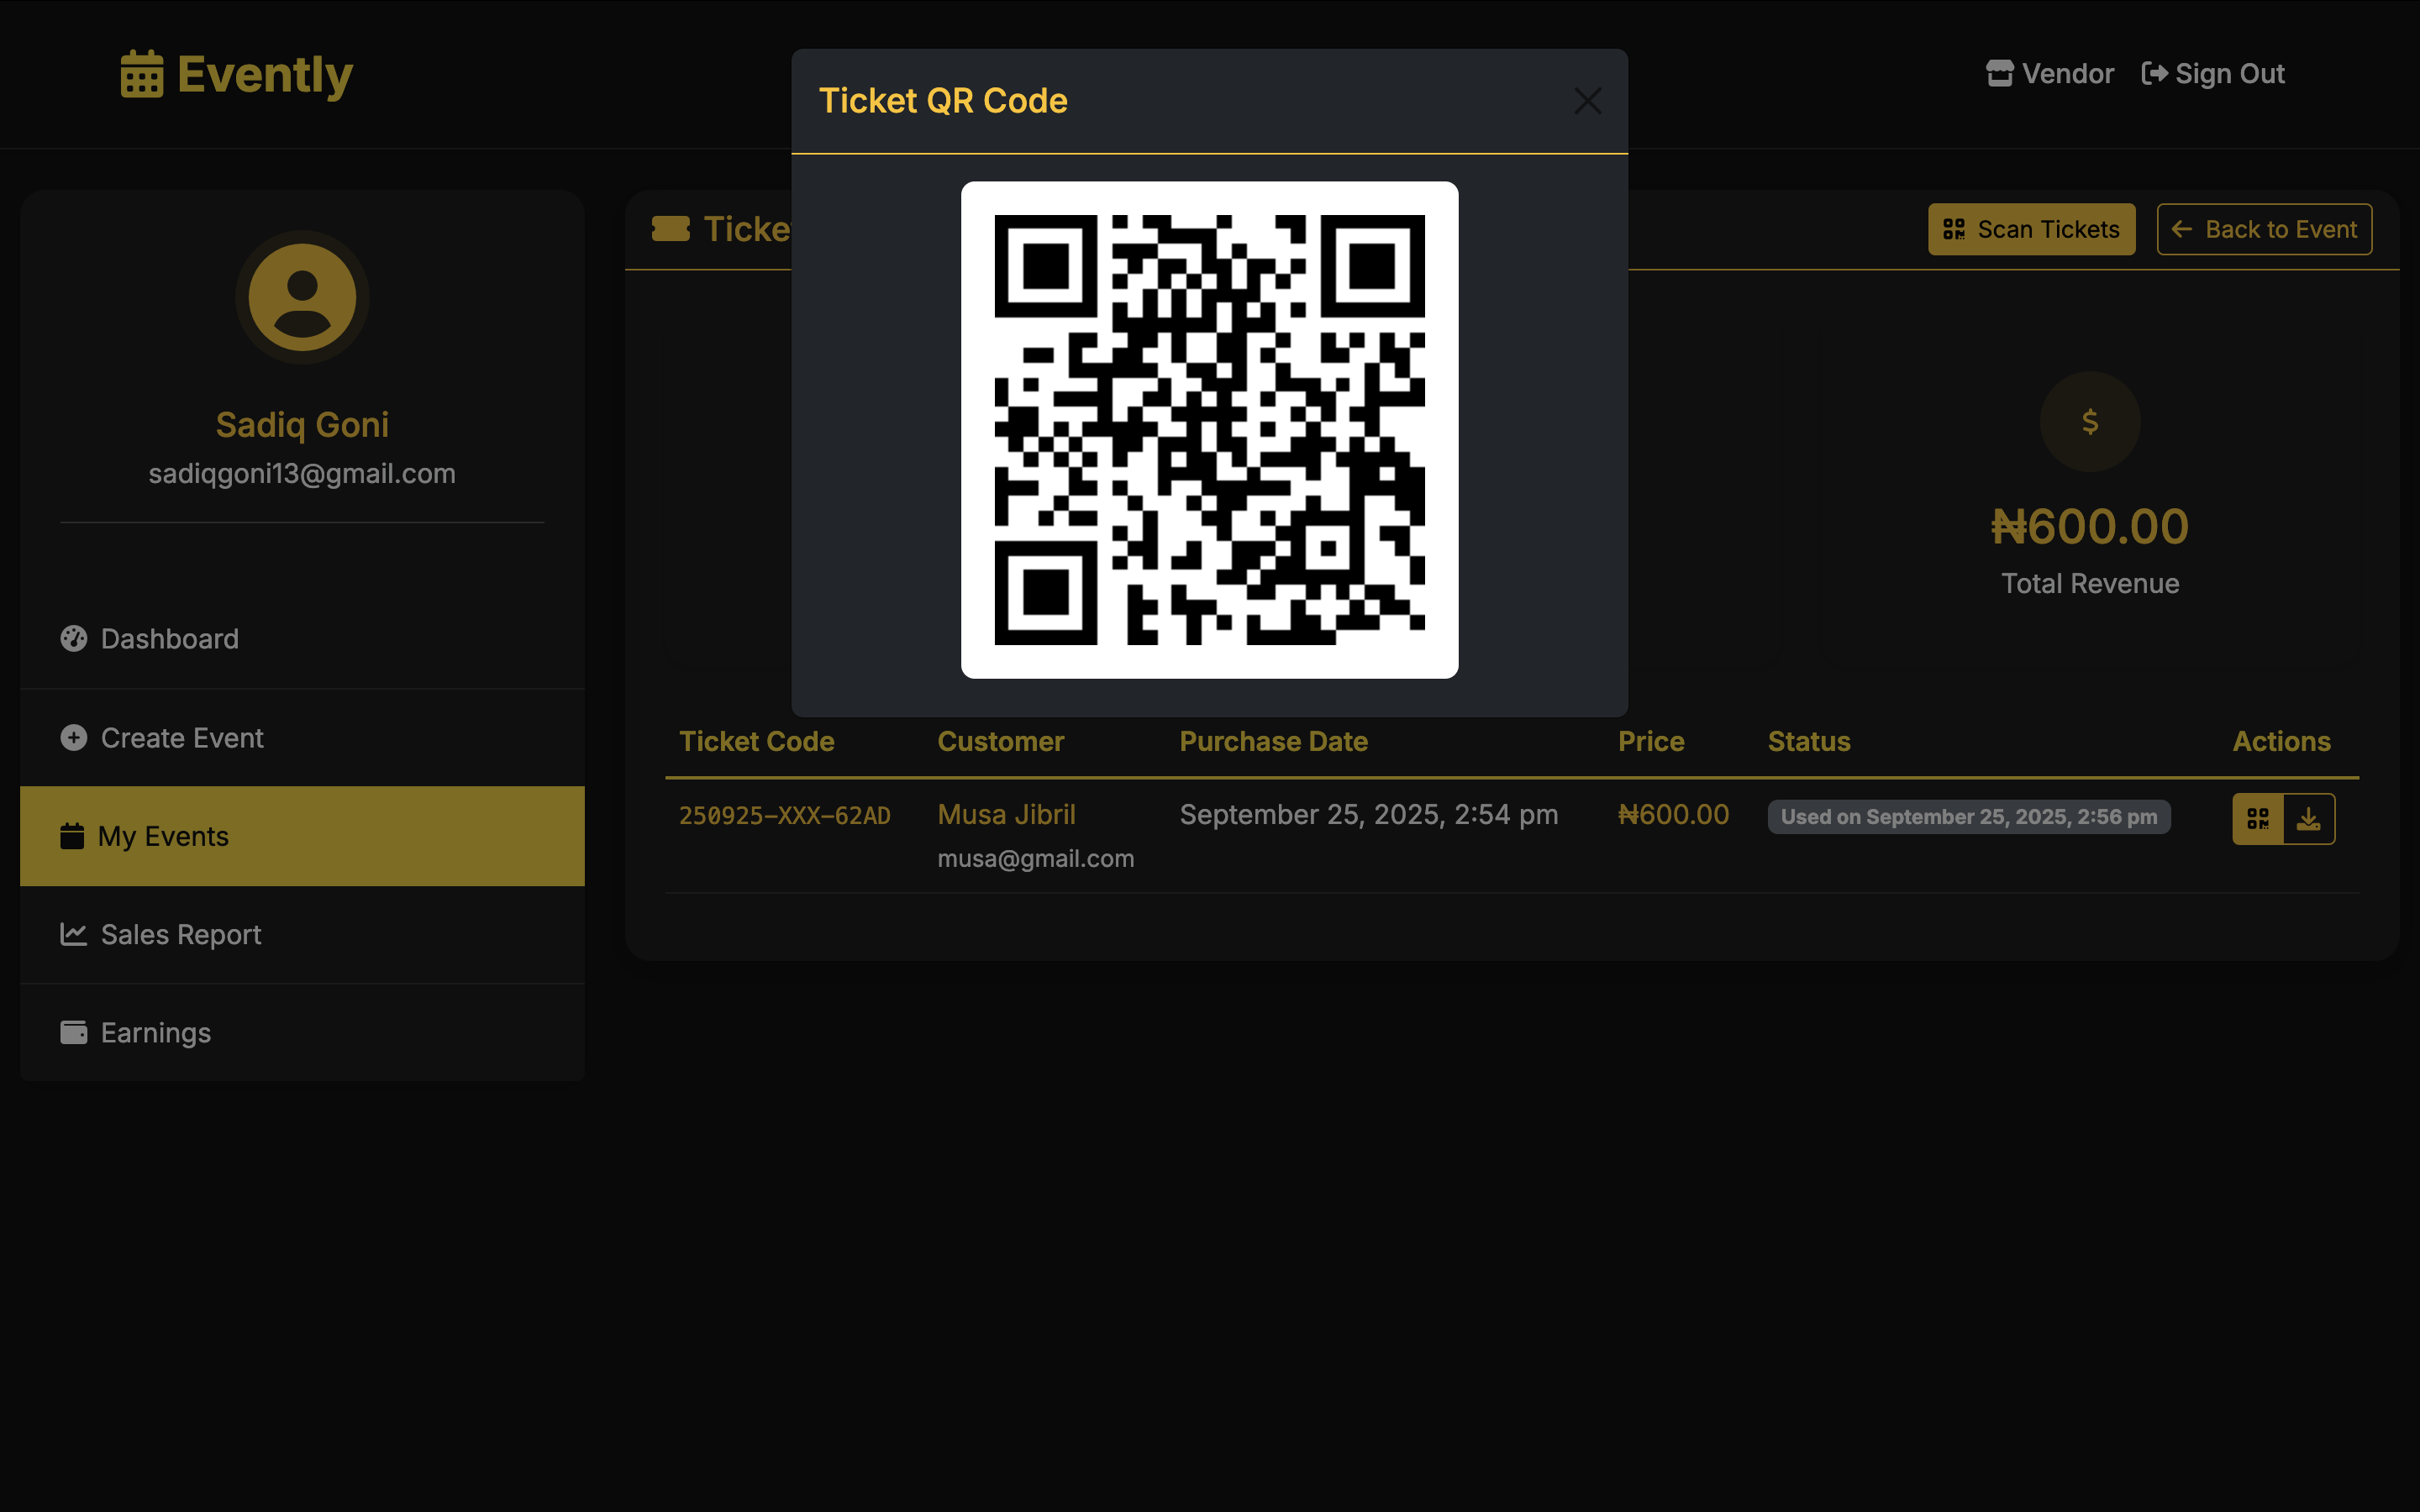 Evently
Vendor
Sign Out
Ticket QR Code
Sadiq Goni
sadiqgoni13@gmail.com
Dashboard
Create Event
My Events
Sales Report
Earnings
Scan Tickets
Back to Event
₦600.00
Total Revenue
Ticket Code Customer Purchase Date Price Status Actions
250925-XXX-62AD Musa Jibril September 25, 2025, 2:54 pm ₦600.00 Used on September 25, 2025, 2:56 pm
musa@gmail.com